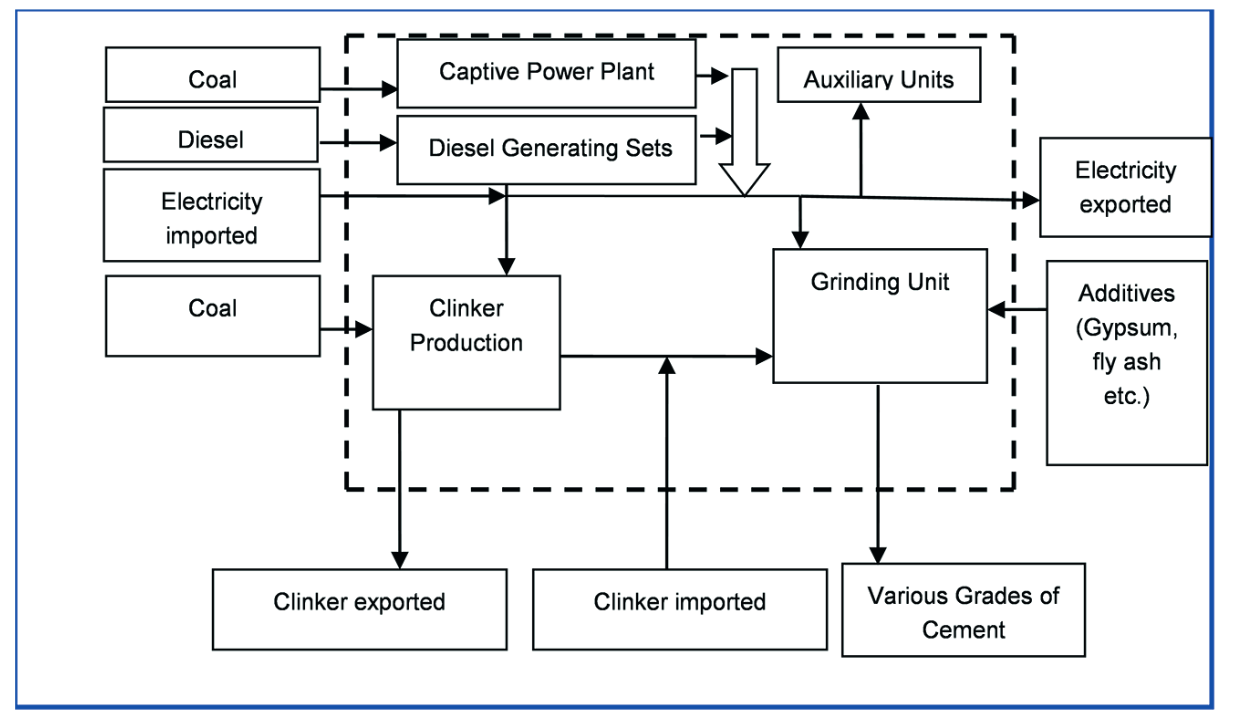 Coal
Captive Power Plant
Auxiliary Units
Diesel
Diesel Generating Sets
Electricity
imported
Electricity
exported
Coal
Clinker
Production
Grinding Unit
Additives
(Gypsum,
fly ash
etc.)
Clinker exported
Clinker imported
Various Grades of
Cement